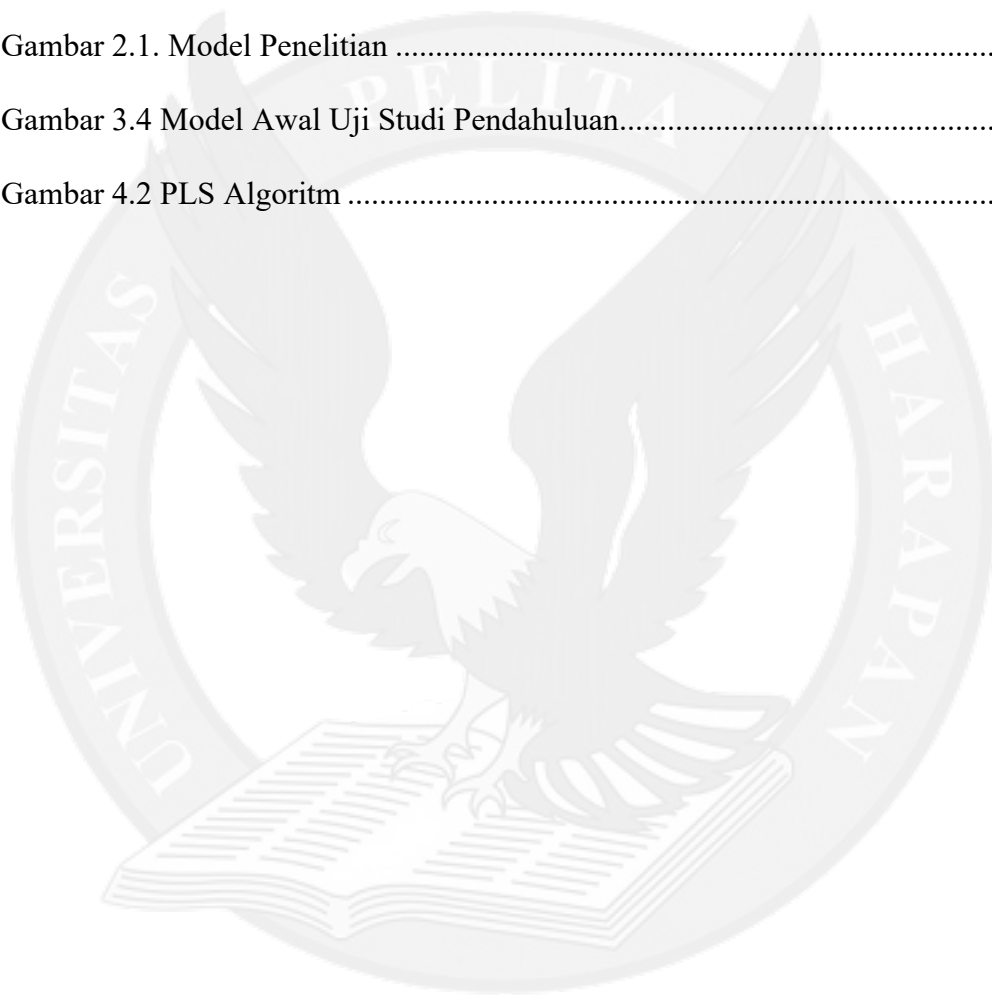 Gambar 2.1. Model Penelitian ..........................................................................
Gambar 3.4 Model Awal Uji Studi Pendahuluan..............................................
Gambar 4.2 PLS Algoritm ................................................................................
UNIVERSITAS PELITA HARAPAN